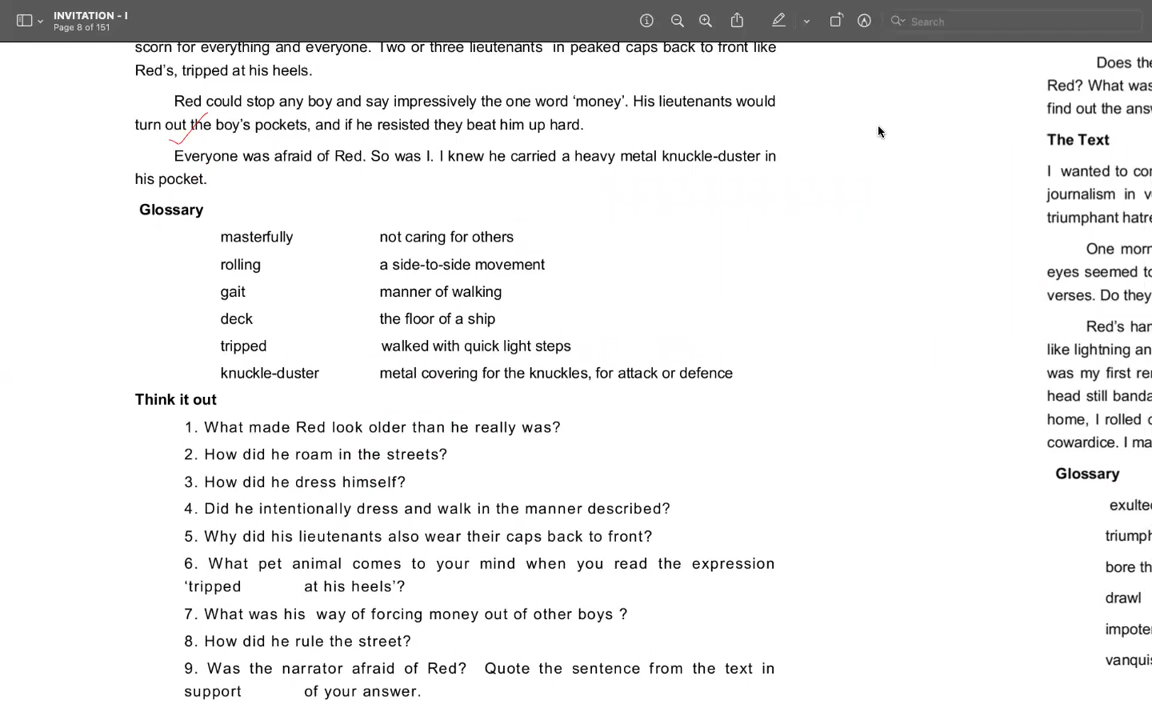 INVITATION - I
Page 8 of 151
Search
scorn for everything and everyone. Two or three lieutenants in peaked caps back to front like
Red's, tripped at his heels.
Red could stop any boy and say impressively the one word 'money'. His lieutenants would
turn out the boy's pockets, and if he resisted they beat him up hard.
Everyone was afraid of Red. So was I. I knew he carried a heavy metal knuckle-duster in
his pocket.
Glossary
masterfully not caring for others
rolling a side-to-side movement
gait manner of walking
deck the floor of a ship
tripped walked with quick light steps
knuckle-duster metal covering for the knuckles, for attack or defence
Think it out
1. What made Red look older than he really was?
2. How did he roam in the streets?
3. How did he dress himself?
4. Did he intentionally dress and walk in the manner described?
5. Why did his lieutenants also wear their caps back to front?
6. What pet animal comes to your mind when you read the expression
'tripped at his heels'?
7. What was his way of forcing money out of other boys ?
8. How did he rule the street?
9. Was the narrator afraid of Red? Quote the sentence from the text in
support of your answer.
Does the
Red? What was
find out the
The Text
I wanted to
journalism in
triumphant
One
eyes seemed to
verses. Do they
Red's
like lightning
was my first
head still
home, I rolled
cowardice. I
Glossary
exulted
bore
drawl